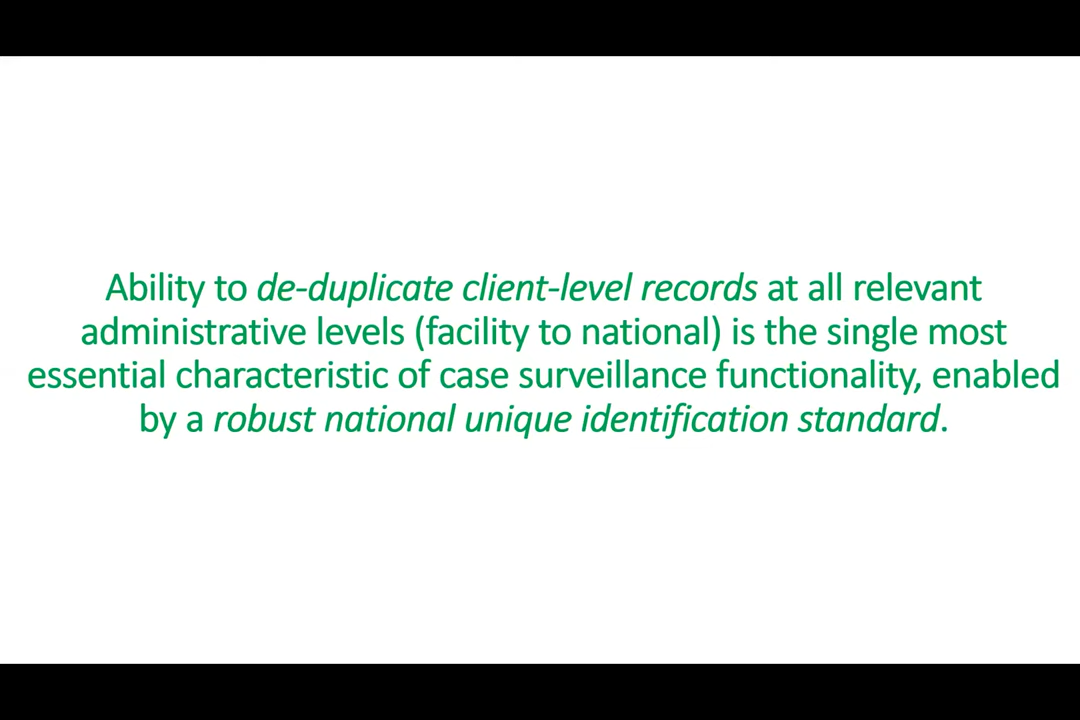 Ability to de-duplicate client-level records at all relevant
administrative levels (facility to national) is the single most
essential characteristic of case surveillance functionality, enabled
by a robust national unique identification standard.